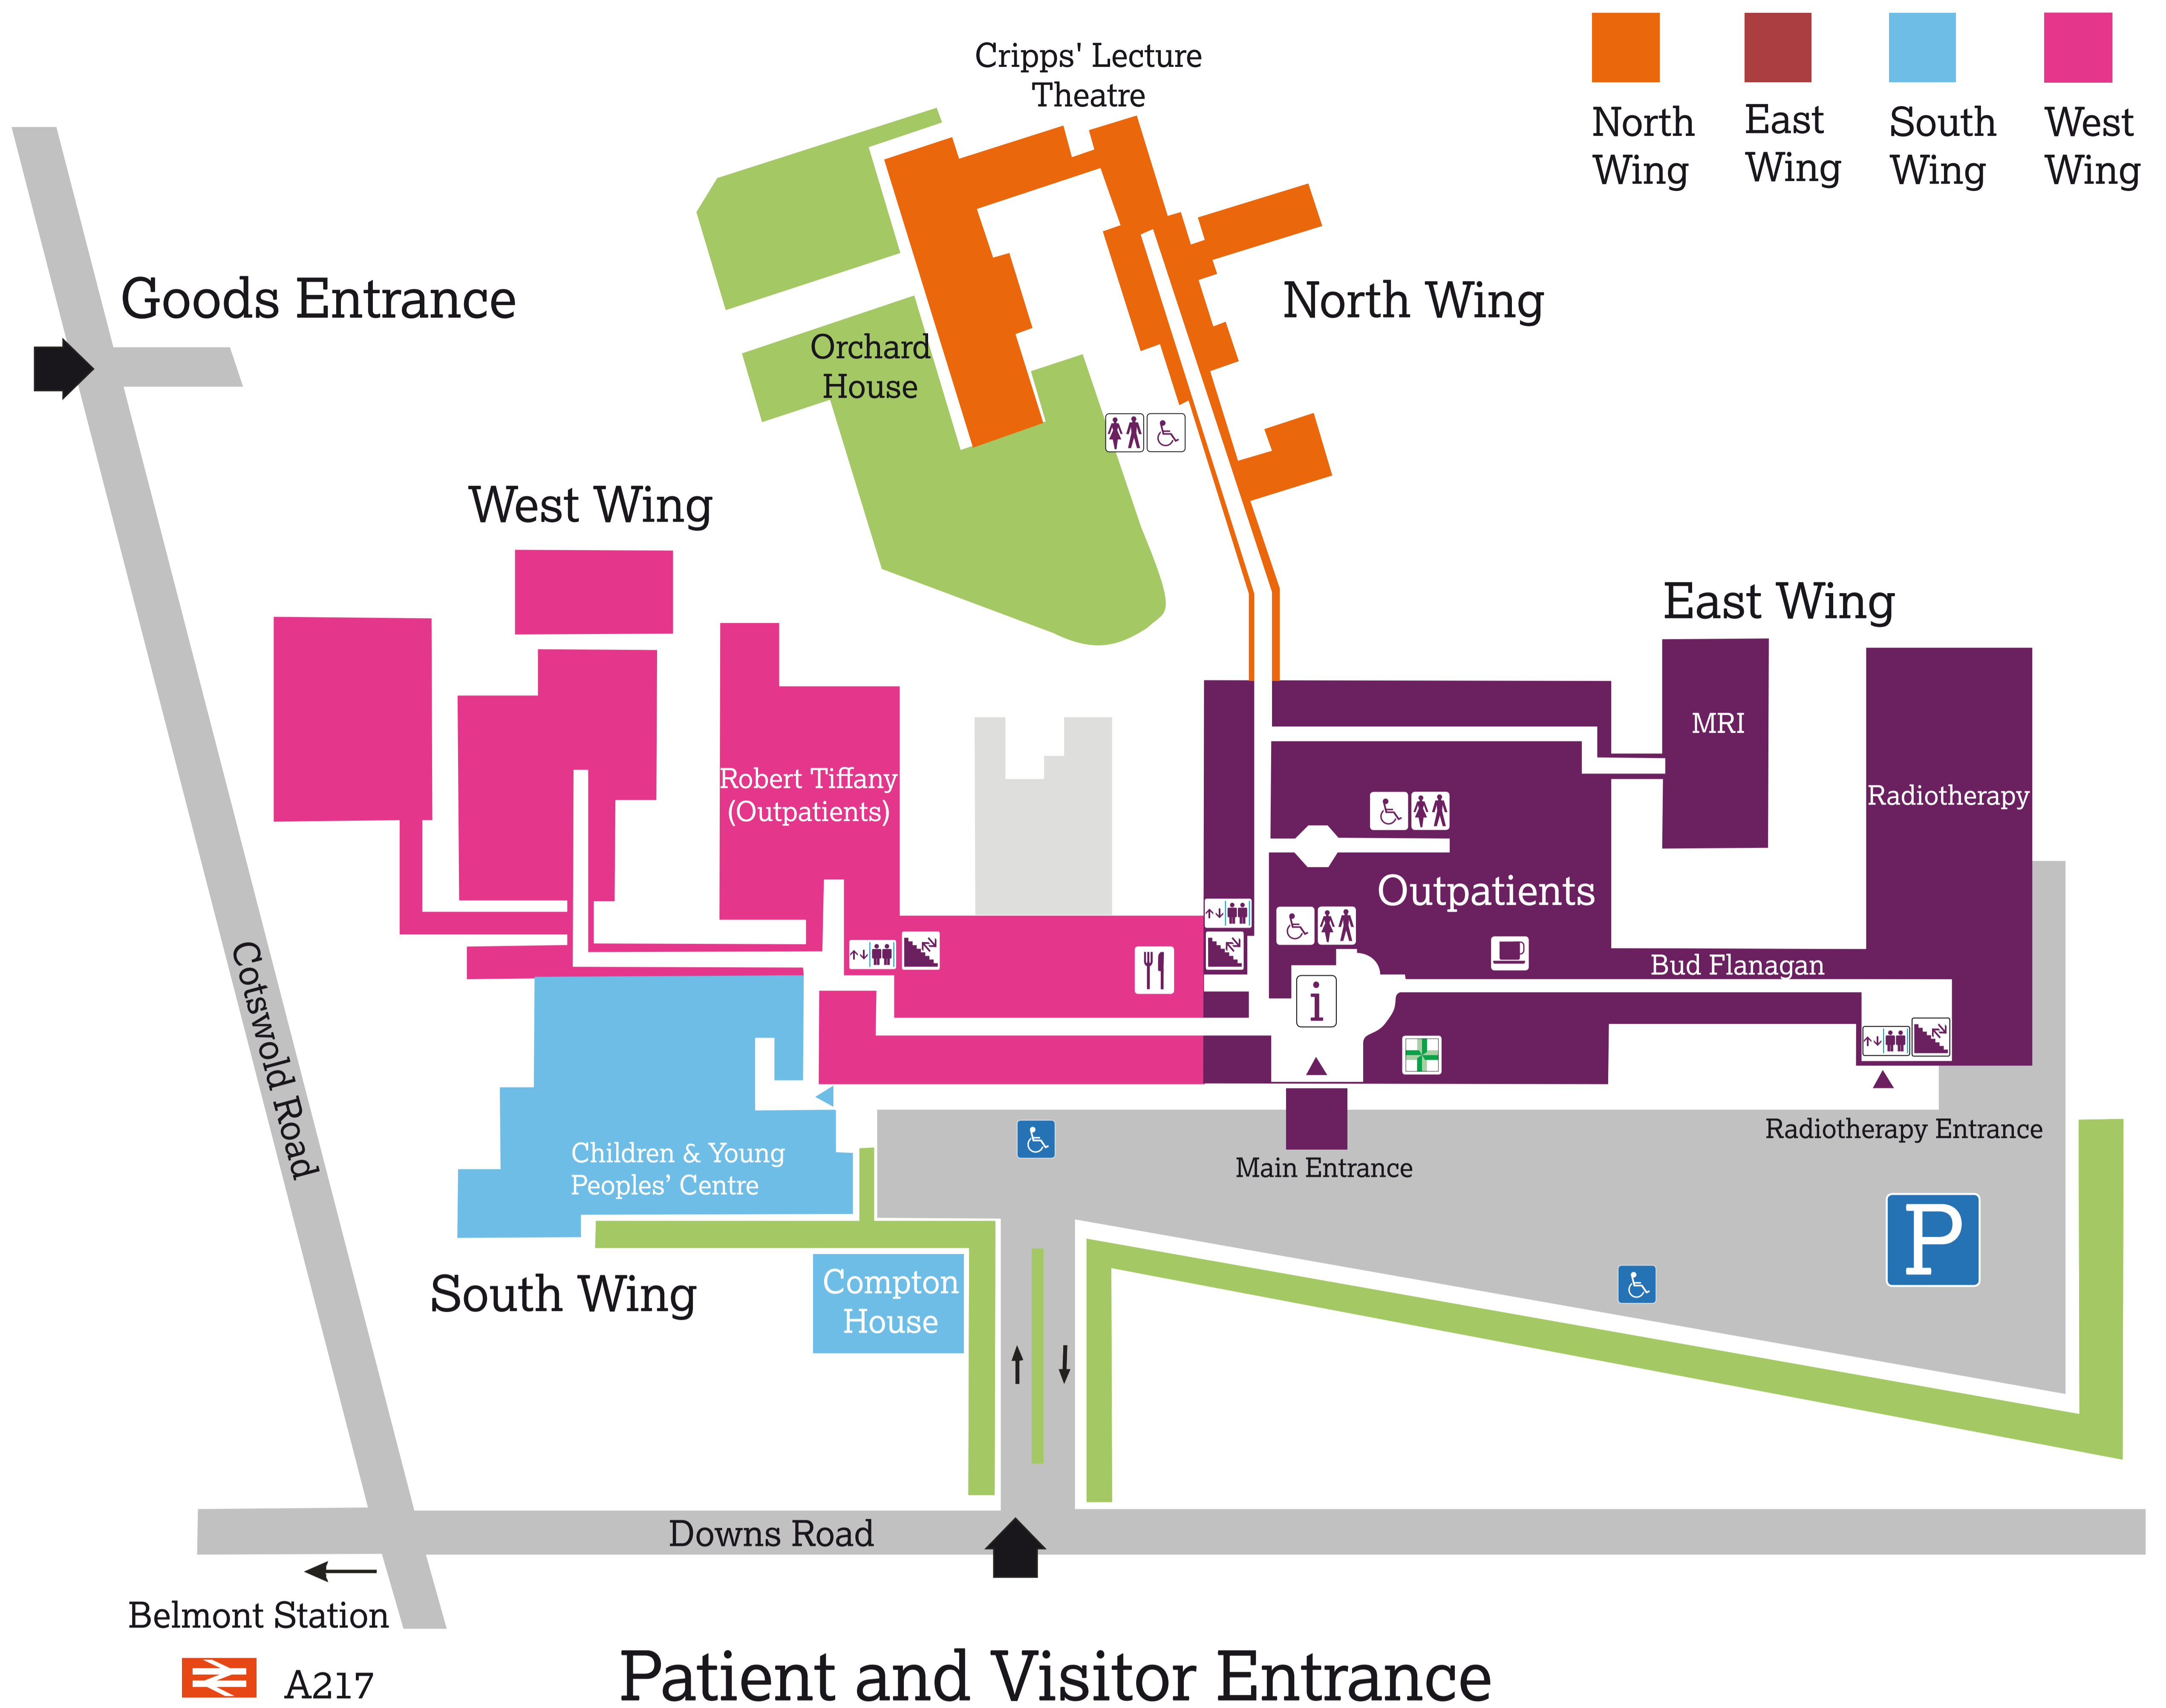 Cripps' Lecture
Theatre
North
Wing
East
Wing
South
Wing
West
Wing
Goods Entrance
North Wing
Orchard
House
West Wing
East Wing
MRI
Robert Tiffany
(Outpatients)
Radiotherapy
Outpatients
Bud Flanagan
i
Cotswold Road
Children & Young
Peoples’ Centre
Main Entrance
Radiotherapy Entrance
P
South Wing
Compton
House
Downs Road
Belmont Station
A217
Patient and Visitor Entrance